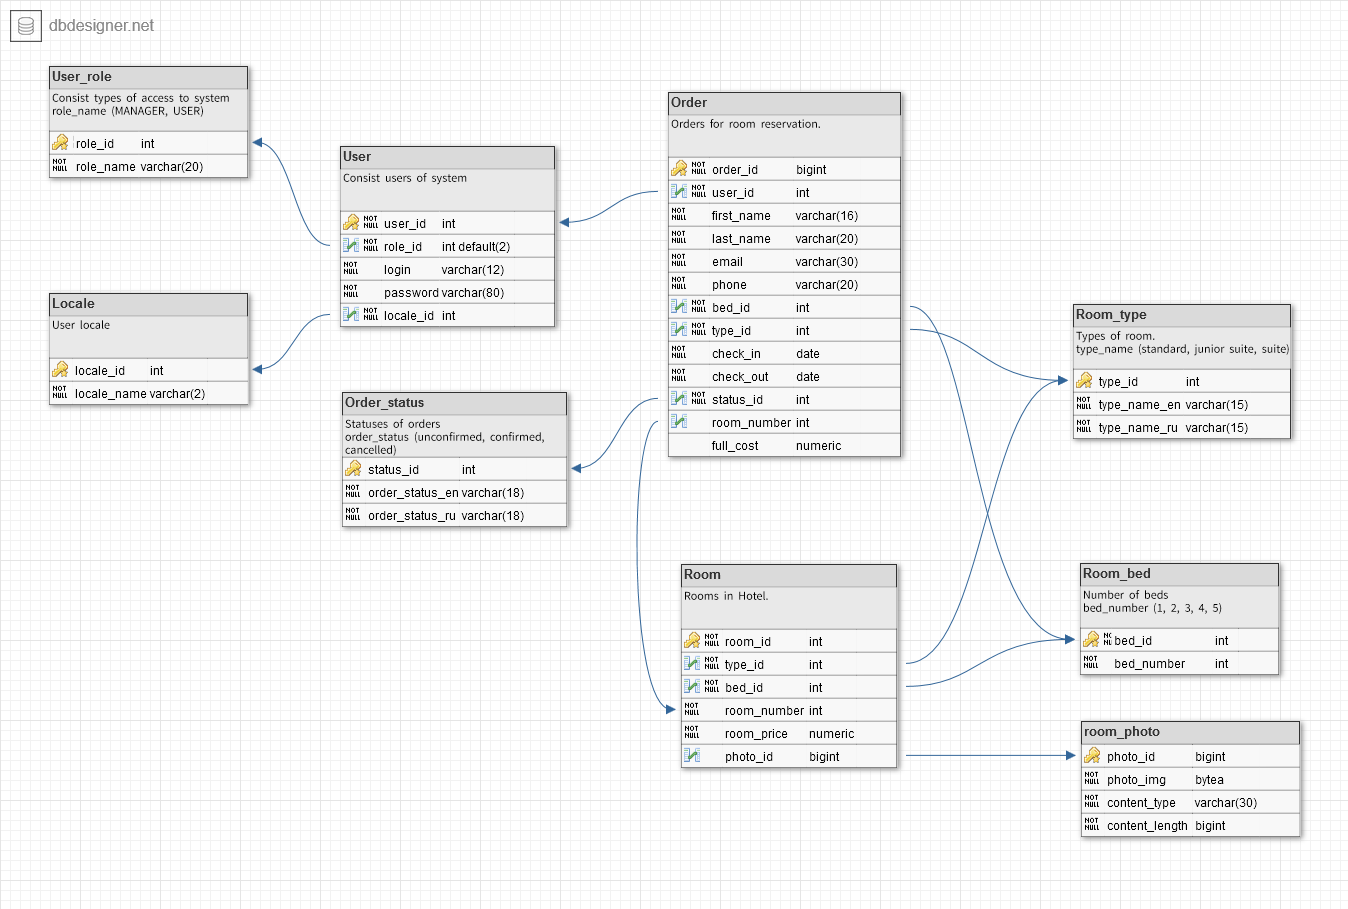 dbdesigner.net
User_role
Consist types of access to system
role_name (MANAGER, USER)
role_id int
NOT NULL role_name varchar(20)
Locale
User locale
locale_id int
NOT NULL locale_name varchar(2)
User
Consist users of system
NOT NULL user_id int
NOT NULL role_id int default(2)
NOT NULL login varchar(12)
NOT NULL password varchar(80)
NOT NULL locale_id int
Order_status
Statuses of orders
order_status (unconfirmed, confirmed,
cancelled)
status_id int
NOT NULL order_status_en varchar(18)
NOT NULL order_status_ru varchar(18)
Order
Orders for room reservation.
NOT NULL order_id bigint
NOT NULL user_id int
NOT NULL first_name varchar(16)
NOT NULL last_name varchar(20)
NOT NULL email varchar(30)
NOT NULL phone varchar(20)
NOT NULL bed_id int
NOT NULL type_id int
NOT NULL check_in date
NOT NULL check_out date
NOT NULL status_id int
room_number int
full_cost numeric
Room
Rooms in Hotel.
NOT NULL room_id int
NOT NULL type_id int
NOT NULL bed_id int
NOT NULL room_number int
NOT NULL room_price numeric
photo_id bigint
Room_type
Types of room.
type_name (standard, junior suite, suite)
type_id int
NOT NULL type_name_en varchar(15)
NOT NULL type_name_ru varchar(15)
Room_bed
Number of beds
bed_number (1, 2, 3, 4, 5)
bed_id int
NOT NULL bed_number int
room_photo
photo_id bigint
NOT NULL photo_img bytea
NOT NULL content_type varchar(30)
NOT NULL content_length bigint